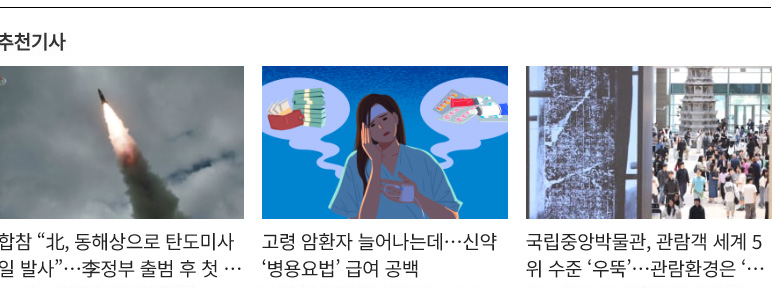 추천기사
합참 “北, 동해상으로 탄도미사
일 발사”…李정부 출범 후 첫 …
고령 암환자 늘어나는데…신약
‘병용요법’ 급여 공백
국립중앙박물관, 관람객 세계 5
위 수준 ‘우뚝’…관람환경은 ‘…